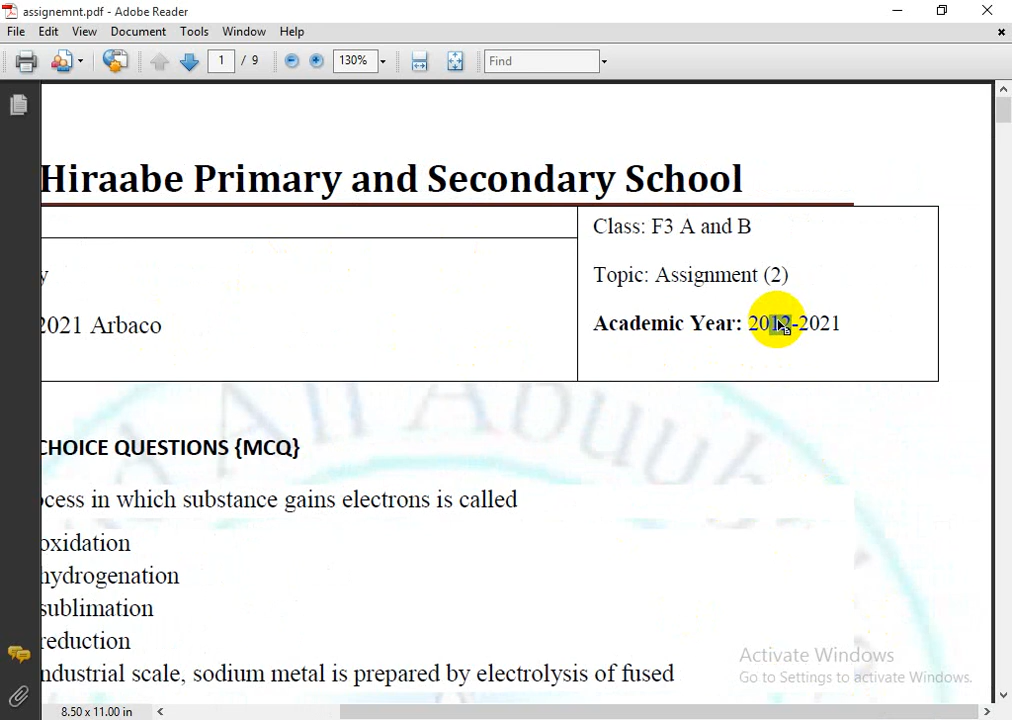 assignemnt.pdf - Adobe Reader
File Edit View Document Tools Window Help
1 / 9 130% Find
Hiraabe Primary and Secondary School
Class: F3 A and B
y
Topic: Assignment (2)
2021 Arbaco
Academic Year: 2012-2021
CHOICE QUESTIONS {MCQ}
ocess in which substance gains electrons is called
oxidation
hydrogenation
sublimation
reduction
ndustrial scale, sodium metal is prepared by electrolysis of fused
Activate Windows
Go to Settings to activate Windows.
8.50 x 11.00 in